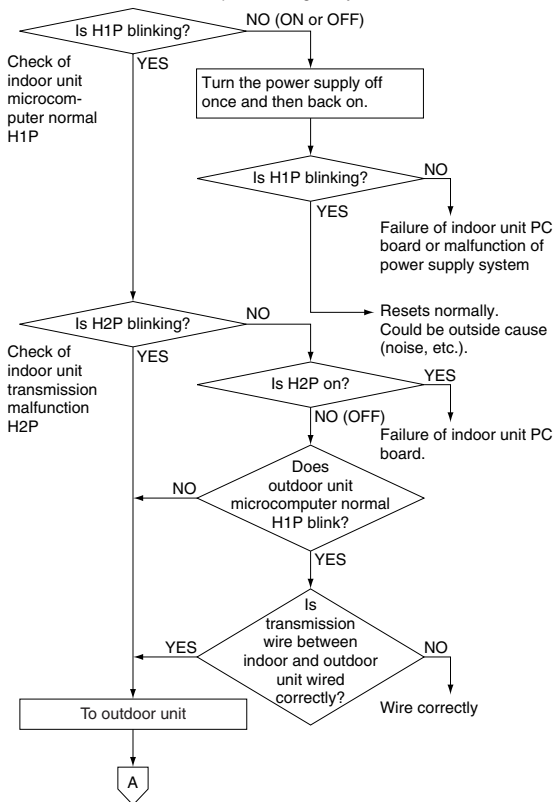 Is H1P blinking?
NO (ON or OFF)
YES
Check of
indoor unit
microcom-
puter normal
H1P
Turn the power supply off
once and then back on.
Is H1P blinking?
NO
YES
Failure of indoor unit PC
board or malfunction of
power supply system
Resets normally.
Could be outside cause
(noise, etc.).
Is H2P blinking?
NO
YES
Check of
indoor unit
transmission
malfunction
H2P
Is H2P on?
YES
NO (OFF)
Failure of indoor unit PC
board.
Does
outdoor unit
microcomputer normal
H1P blink?
NO
YES
Is
transmission
wire between
indoor and outdoor
unit wired
correctly?
YES
NO
Wire correctly
To outdoor unit
A